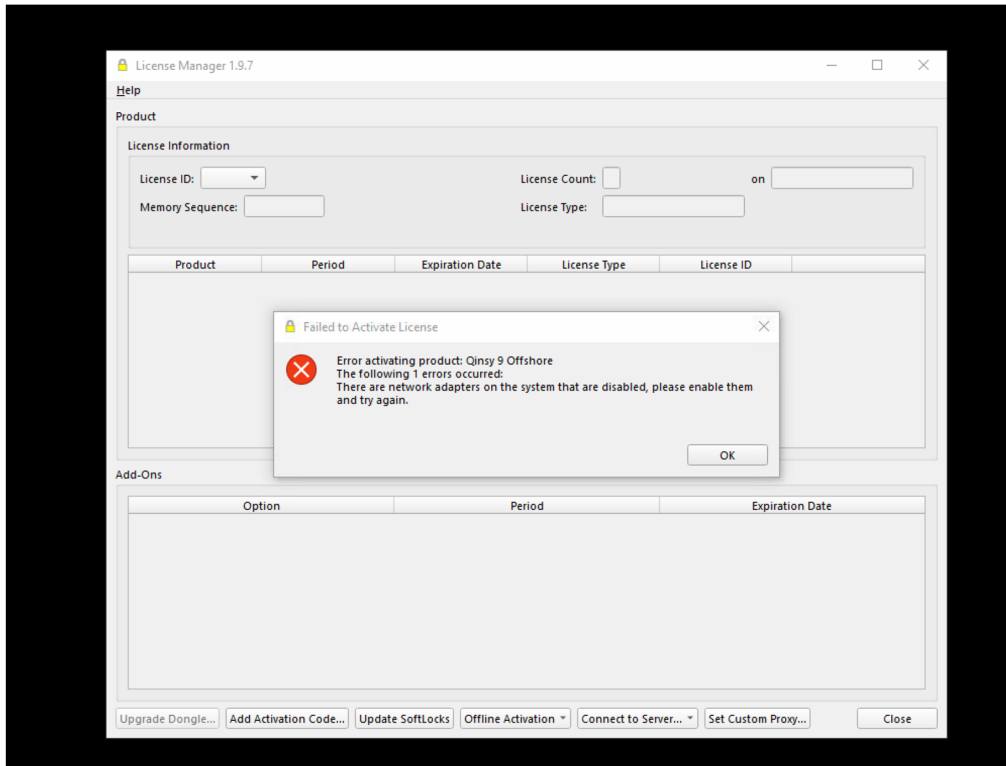 License Manager 1.9.7
Help
Product
License Information
License ID:
License Count:
on
Memory Sequence:
License Type:
Product Period Expiration Date License Type License ID
Failed to Activate License
Error activating product: Qinsy 9 Offshore
The following 1 errors occurred:
There are network adapters on the system that are disabled, please enable them
and try again.
OK
Add-Ons
Option Period Expiration Date
Upgrade Dongle... Add Activation Code... Update SoftLocks Offline Activation Connect to Server... Set Custom Proxy... Close